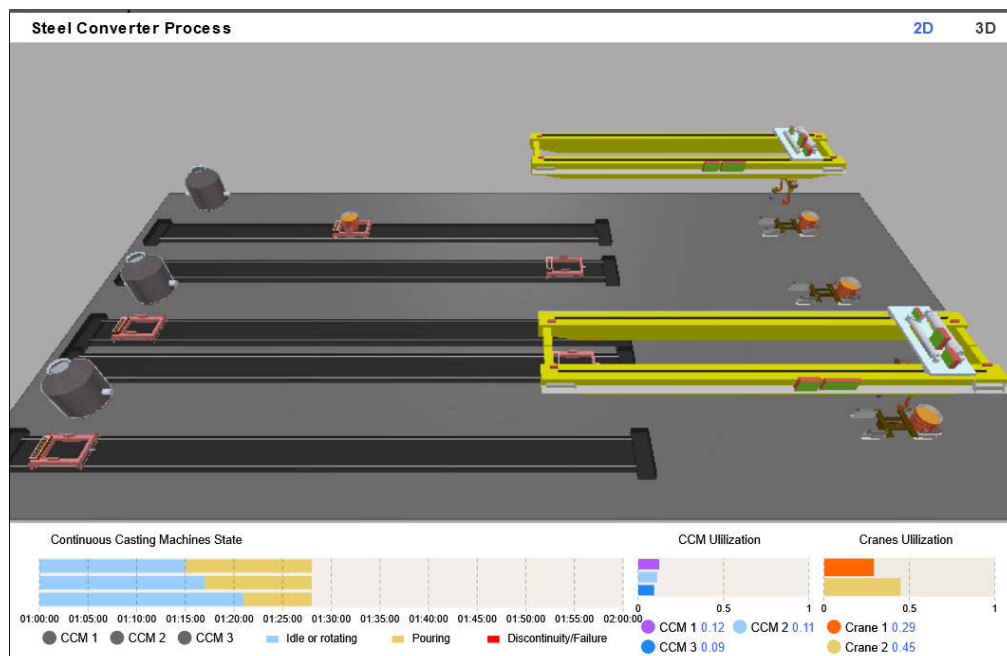 Steel Converter Process 2D 3D
Continuous Casting Machines State
01:00:00 01:05:00 01:10:00 01:15:00 01:20:00 01:25:00 01:30:00 01:35:00 01:40:00 01:45:00 01:50:00 01:55:00 02:00:00
CCM 1 CCM 2 CCM 3 Idle or rotating Pouring Discontinuity/Failure
CCM Ulilization
0 0.5 1
CCM 1 0.12 CCM 2 0.11
CCM 3 0.09
Cranes Ulilization
0 0.5 1
Crane 1 0.29
Crane 2 0.45